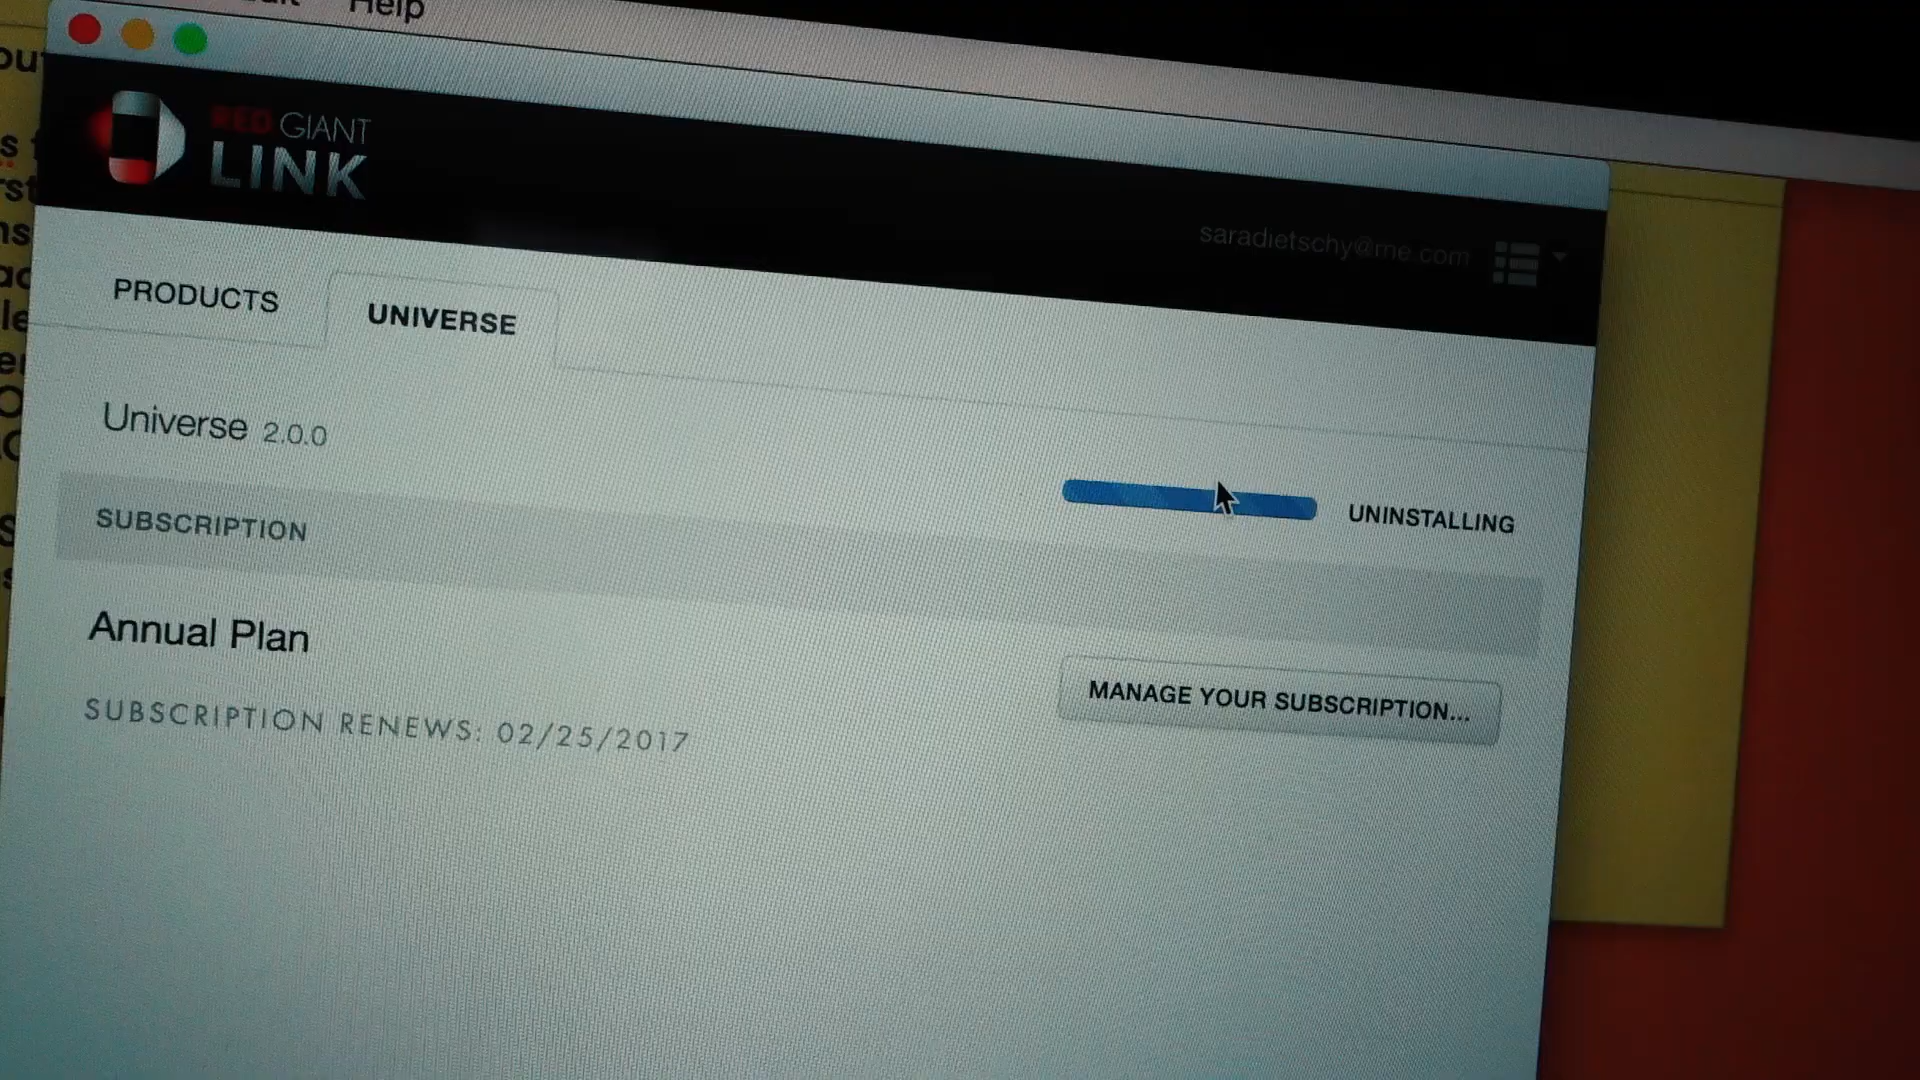 Help
RED GIANT
LINK
saradietschy@me.com
PRODUCTS
UNIVERSE
Universe 2.0.0
UNINSTALLING
SUBSCRIPTION
Annual Plan
MANAGE YOUR SUBSCRIPTION...
SUBSCRIPTION RENEWS: 02/25/2017